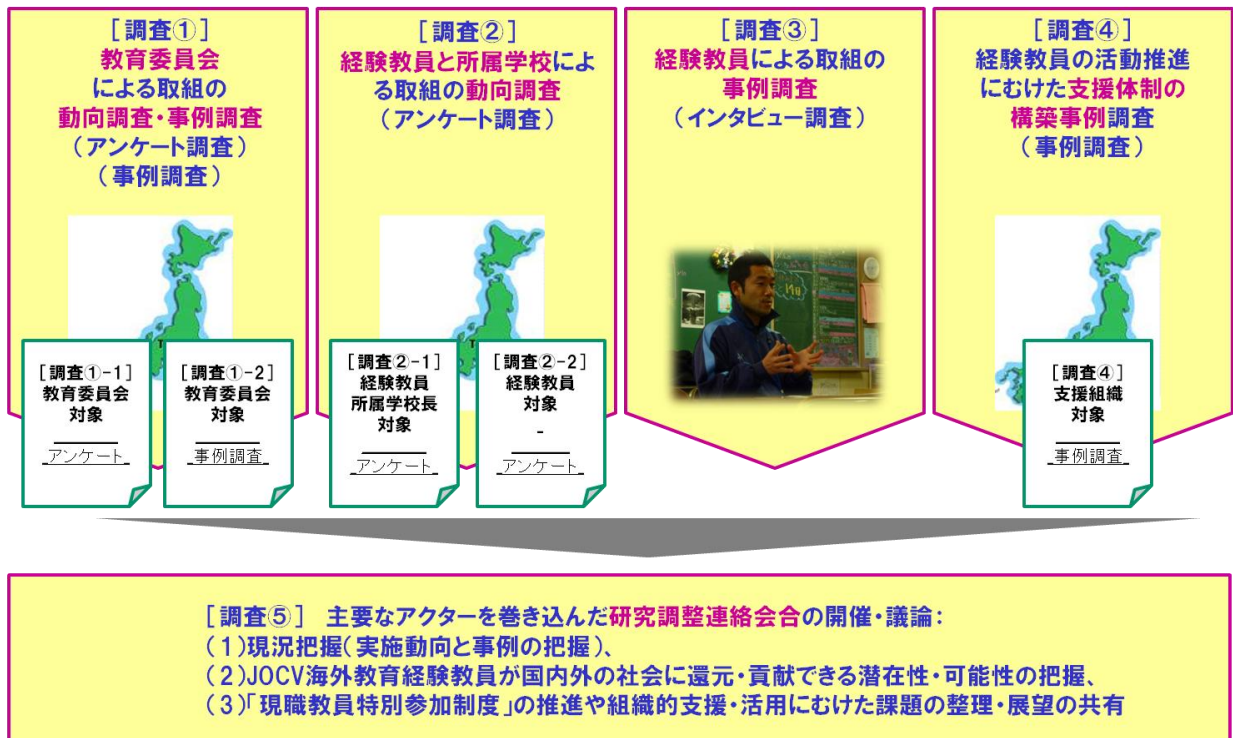 [調査①]
教育委員会
による取組の
動向調査・事例調査
(アンケート調査)
(事例調査)
[調査①-1]
教育委員会
対象
アンケート
[調査①-2]
教育委員会
対象
事例調査
[調査②]
経験教員と所属学校によ
る取組の動向調査
(アンケート調査)
[調査②-1]
経験教員
所属学校長
対象
アンケート
[調査②-2]
経験教員
対象
-
アンケート
[調査③]
経験教員による取組の
事例調査
(インタビュー調査)
[調査④]
経験教員の活動推進
にむけた支援体制の
構築事例調査
(事例調査)
[調査④]
支援組織
対象
事例調査
[調査⑤] 主要なアクターを巻き込んだ研究調整連絡会合の開催・議論:
(1)現況把握(実施動向と事例の把握)、
(2)JOCV海外教育経験教員が国内外の社会に還元・貢献できる潜在性・可能性の把握、
(3)「現職教員特別参加制度」の推進や組織的支援・活用にむけた課題の整理・展望の共有